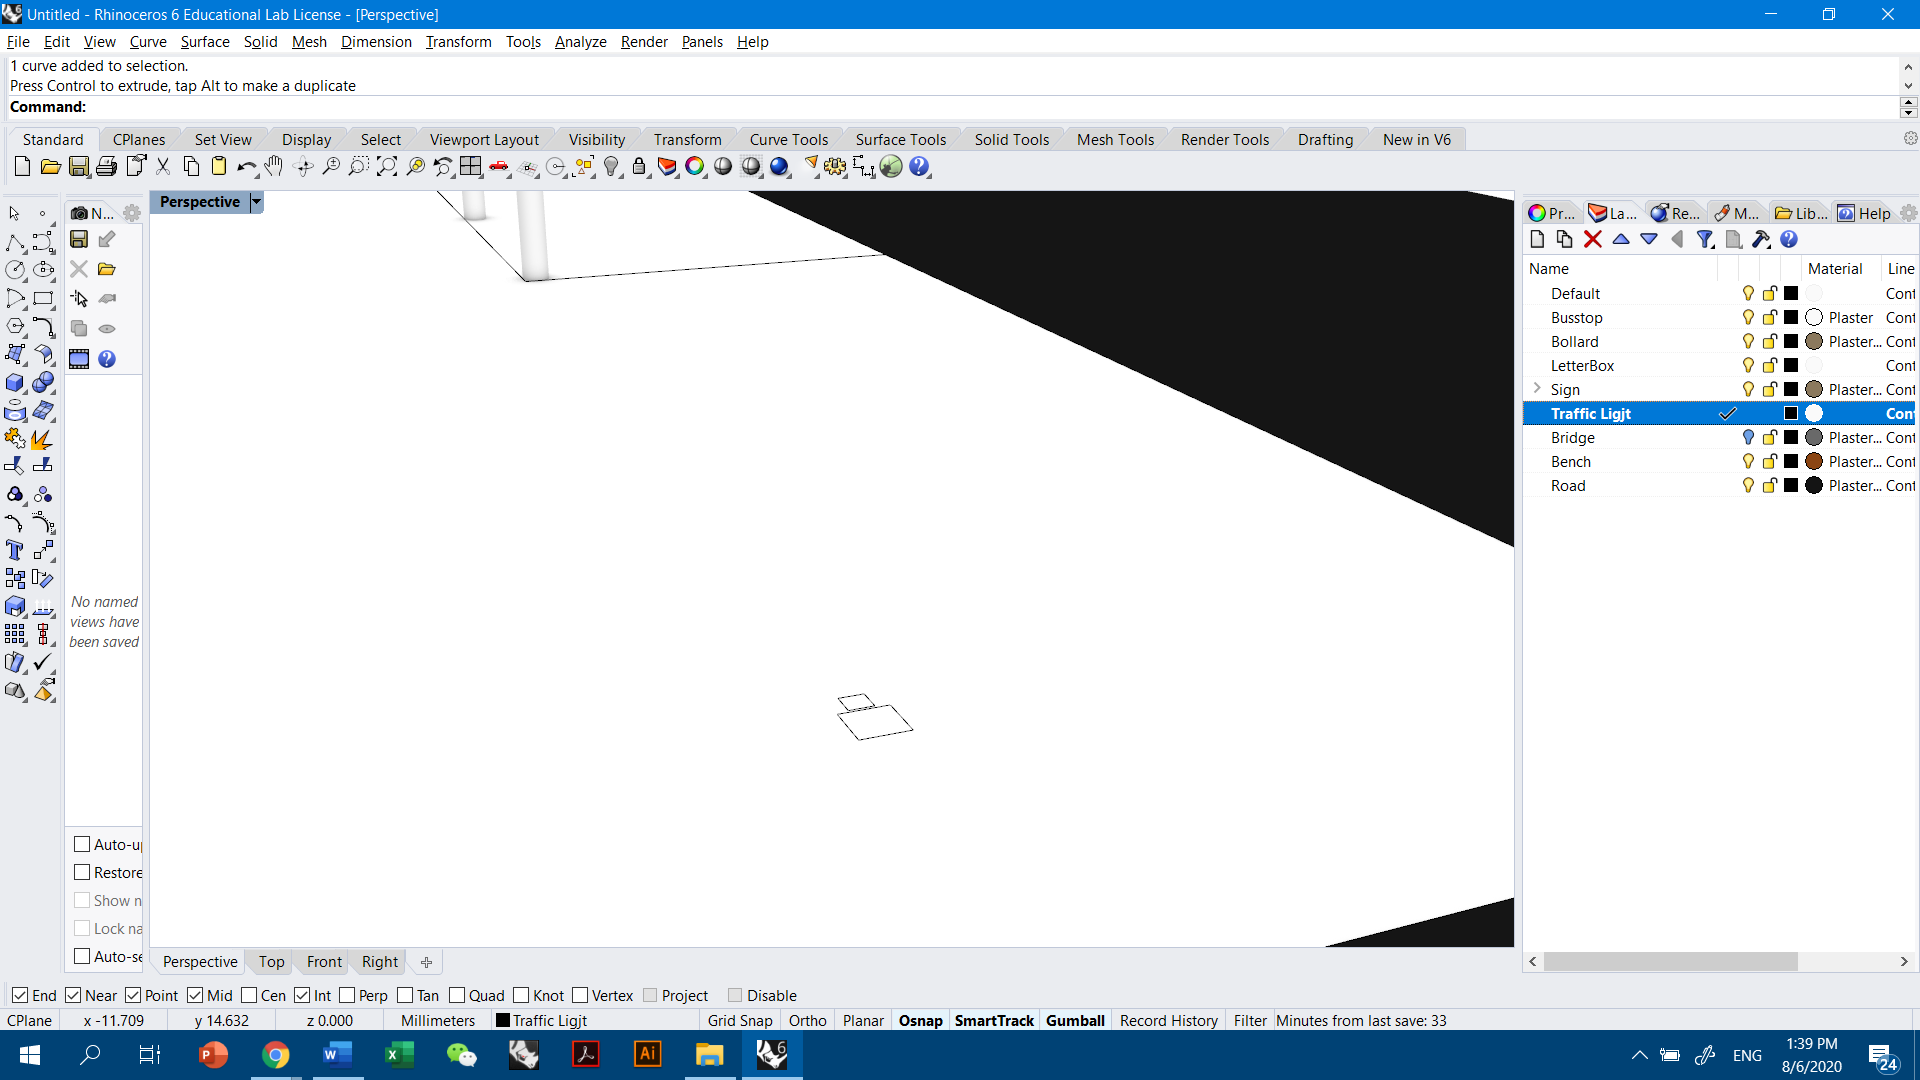 Untitled - Rhinoceros 6 Educational Lab License - [Perspective]
File Edit View Curve Surface Solid Mesh Dimension Transform Tools Analyze Render Panels Help
1 curve added to selection.
Press Control to extrude, tap Alt to make a duplicate
Command:
Standard CPlanes Set View Display Select Viewport Layout Visibility Transform Curve Tools Surface Tools Solid Tools Mesh Tools Render Tools Drafting New in V6
Perspective
N...
Pr... La... Re... M... Lib... Help
Name Material Line
Default Cont
Busstop Plaster Cont
Bollard Plaster... Cont
LetterBox Cont
Sign Plaster... Cont
Traffic Ligjt Cont
Bridge Plaster... Cont
Bench Plaster... Cont
Road Plaster... Cont
No named
views have
been saved
Auto-u
Restore
Show n
Lock na
Auto-se
Perspective Top Front Right
End Near Point Mid Cen Int Perp Tan Quad Knot Vertex Project Disable
CPlane x -11.709 y 14.632 z 0.000 Millimeters Traffic Ligjt Grid Snap Ortho Planar Osnap SmartTrack Gumball Record History Filter Minutes from last save: 33
ENG
1:39 PM
8/6/2020
24